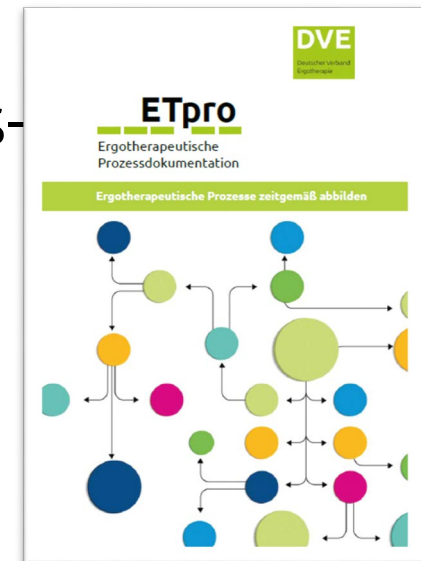 DVE
Deutscher Verband
Ergotherapie
ETpro
Ergotherapeutische
Prozessdokumentation
Ergotherapeutische Prozesse zeitgemäß abbilden